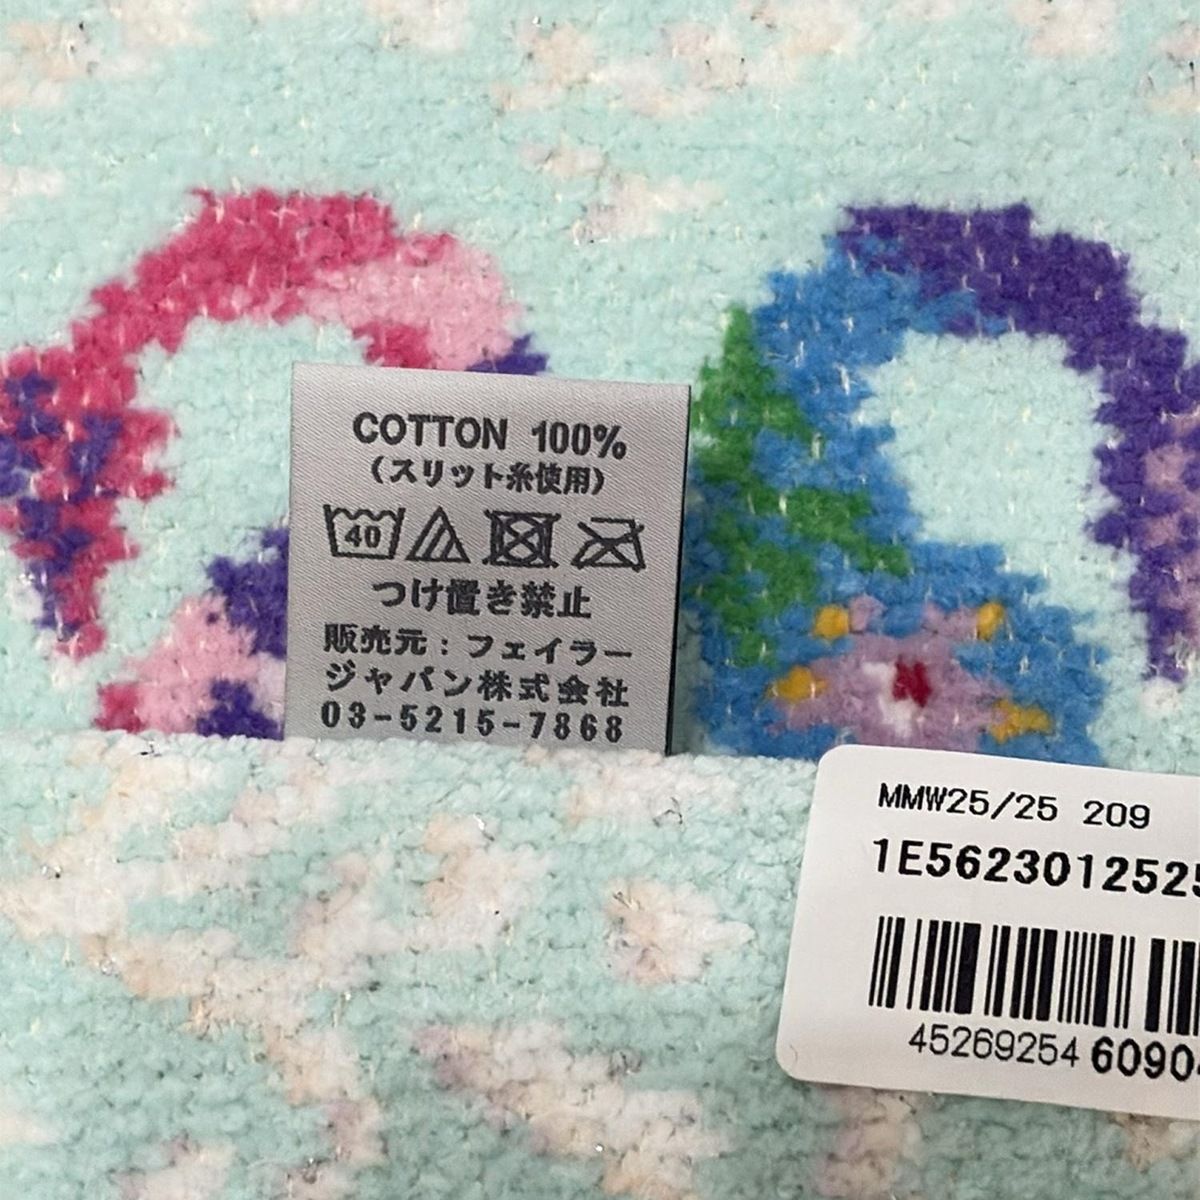 COTTON 100%
（スリット糸使用）
40
つけ置き禁止
販売元：フェイラー
ジャパン株式会社
03-5215-7868
MMW25/25 209
1E562301252
45269254 6090